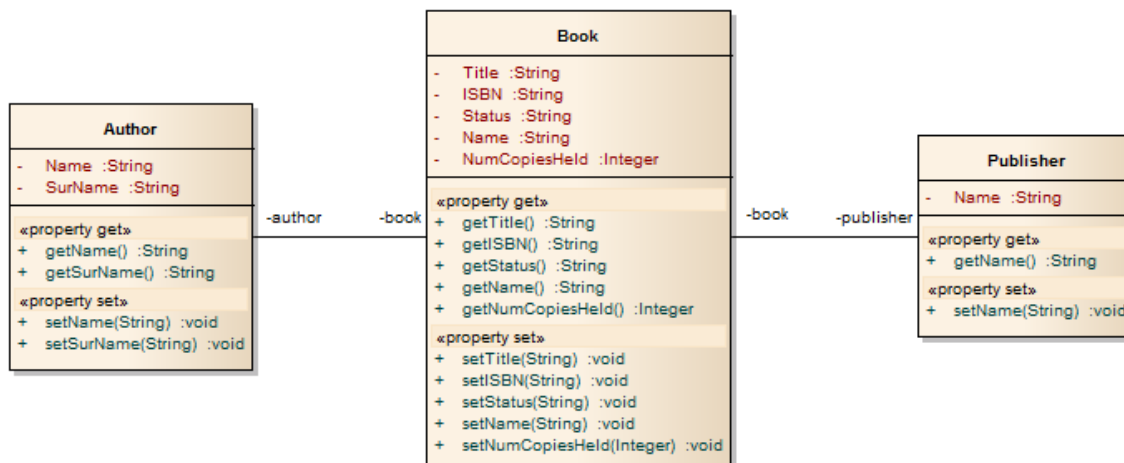 Author
- Name :String
- SurName :String
«property get»
+ getName() :String
+ getSurName() :String
«property set»
+ setName(String) :void
+ setSurName(String) :void
-author
-book
Book
- Title :String
- ISBN :String
- Status :String
- Name :String
- NumCopiesHeld :Integer
«property get»
+ getTitle() :String
+ getISBN() :String
+ getStatus() :String
+ getName() :String
+ getNumCopiesHeld() :Integer
«property set»
+ setTitle(String) :void
+ setISBN(String) :void
+ setStatus(String) :void
+ setName(String) :void
+ setNumCopiesHeld(Integer) :void
-book
-publisher
Publisher
- Name :String
«property get»
+ getName() :String
«property set»
+ setName(String) :void